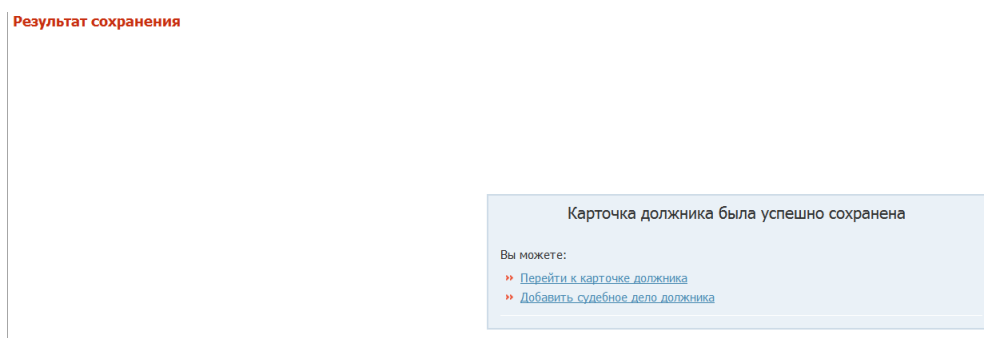 Результат сохранения
Карточка должника была успешно сохранена
Вы можете:
Перейти к карточке должника
Добавить судебное дело должника